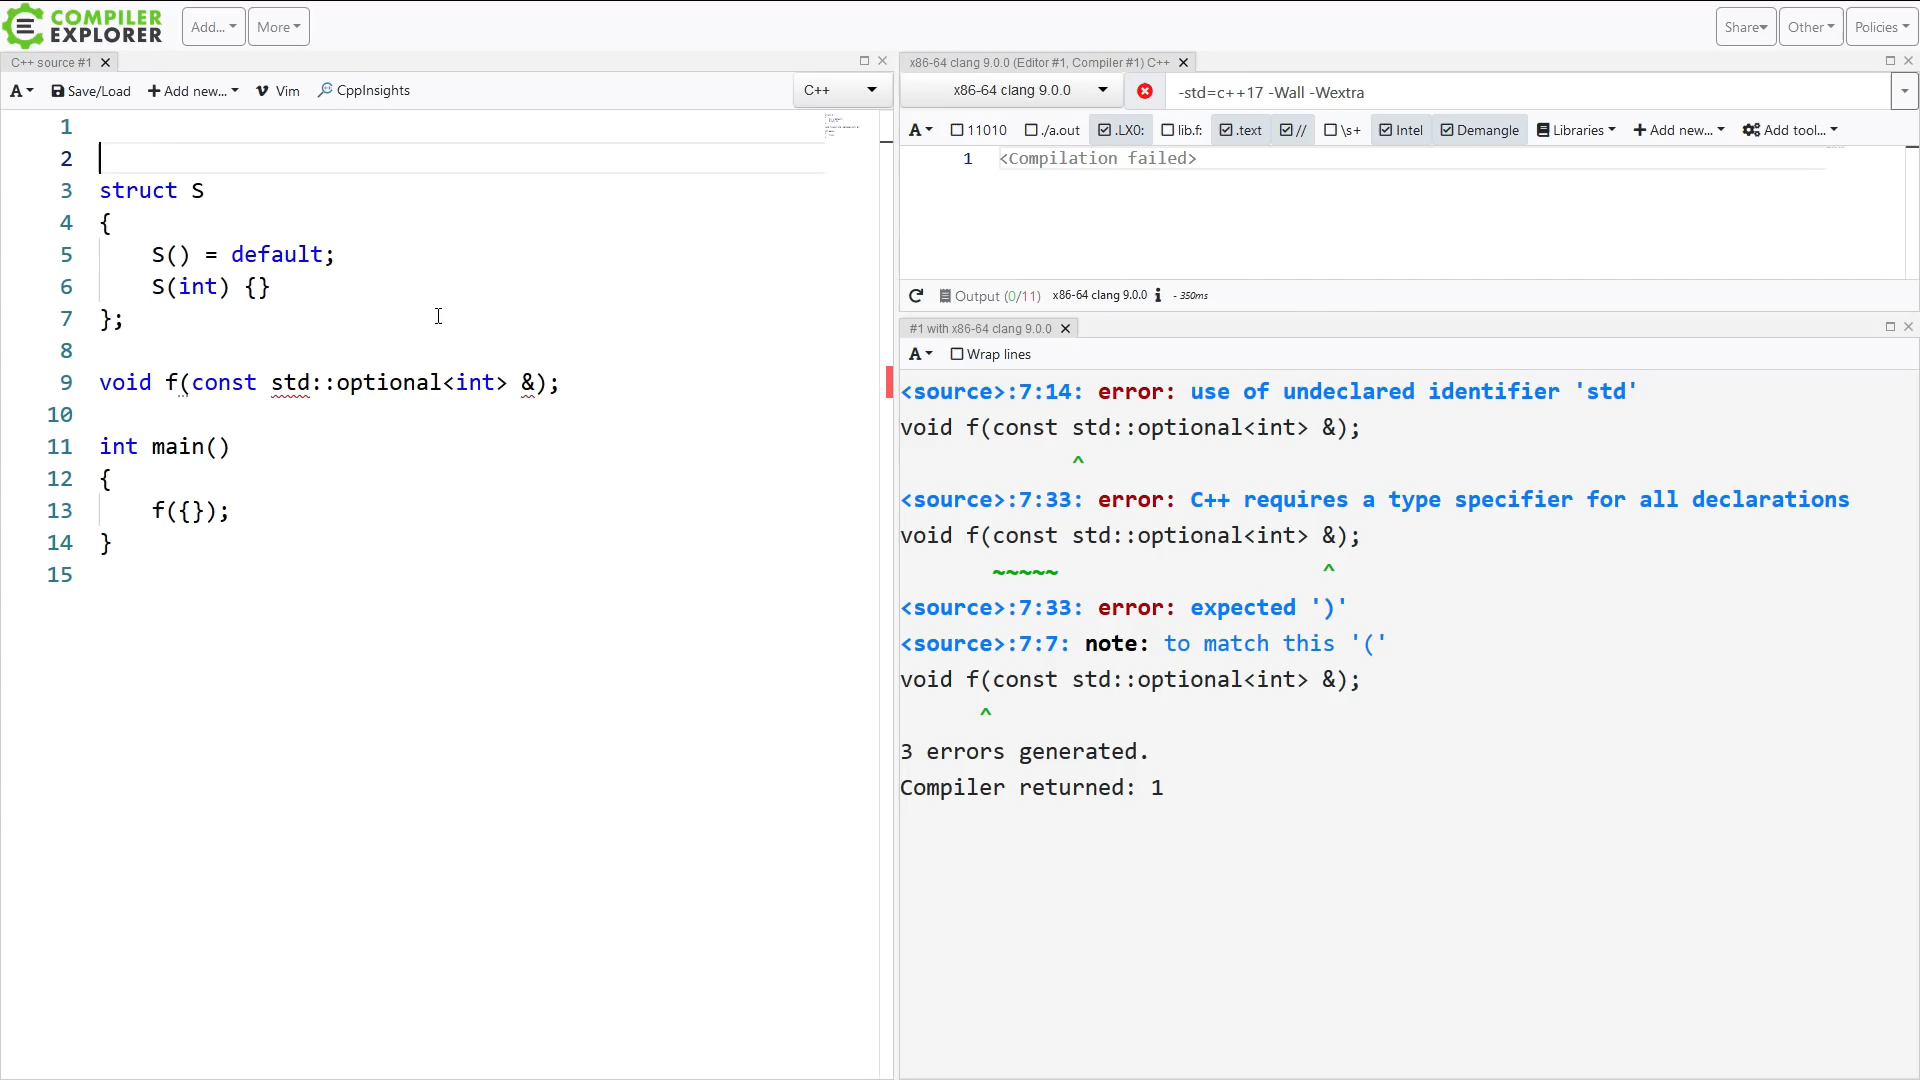 COMPILER
EXPLORER
Add...
More
Share
Other
Policies
C++ source #1
A
Save/Load
+ Add new...
Vim
CppInsights
C++
1
2
3 struct S
4 {
5 S() = default;
6 S(int) {}
7 };
8
9 void f(const std::optional<int> &);
10
11 int main()
12 {
13 f({});
14 }
15
x86-64 clang 9.0.0 (Editor #1, Compiler #1) C++
x86-64 clang 9.0.0
-std=c++17 -Wall -Wextra
A
11010
./a.out
.LX0:
lib.f:
.text
//
\s+
Intel
Demangle
Libraries
+ Add new...
Add tool...
1 <Compilation failed>
Output (0/11) x86-64 clang 9.0.0 i - 350ms
#1 with x86-64 clang 9.0.0
A
Wrap lines
<source>:7:14: error: use of undeclared identifier 'std'
void f(const std::optional<int> &);
^
<source>:7:33: error: C++ requires a type specifier for all declarations
void f(const std::optional<int> &);
~~~~~ ^
<source>:7:33: error: expected ')'
<source>:7:7: note: to match this '('
void f(const std::optional<int> &);
^
3 errors generated.
Compiler returned: 1